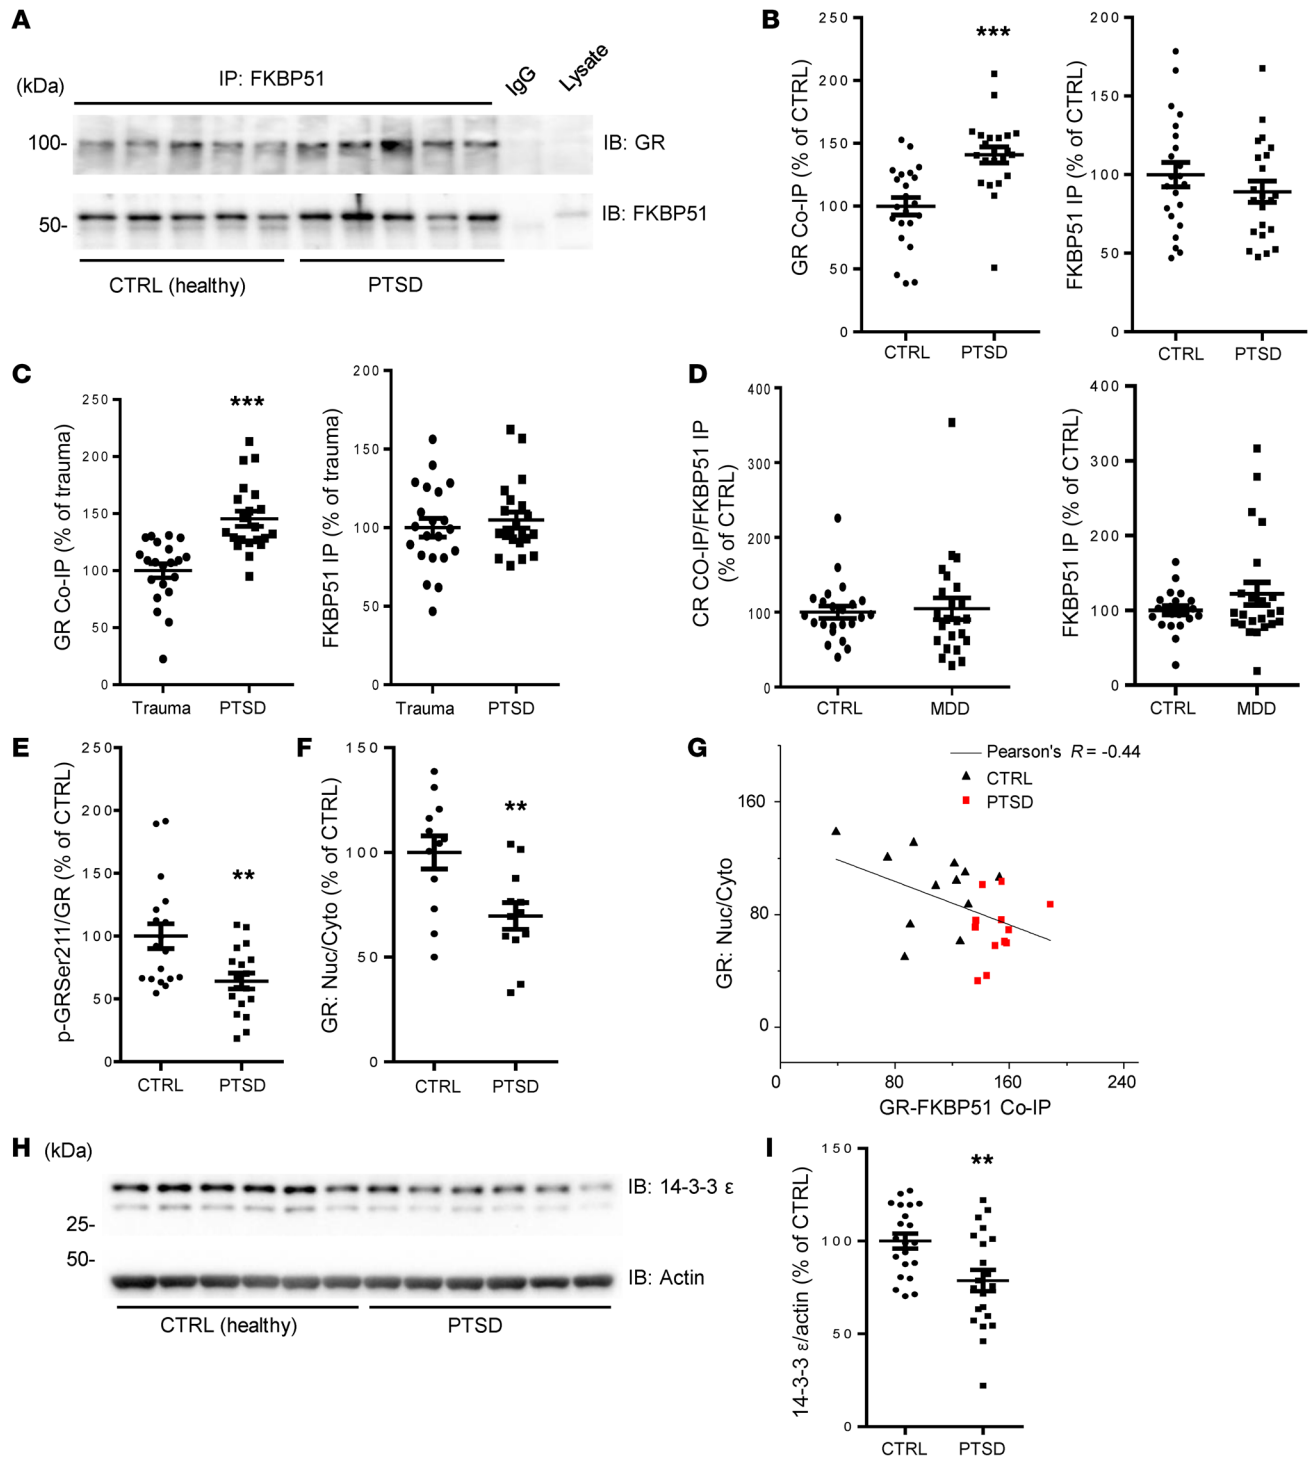 A
(kDa)
IP: FKBP51
IgG
Lysate
100-
IB: GR
50-
IB: FKBP51
CTRL (healthy)
PTSD
B
GR Co-IP (% of CTRL)
250
200
150
100
50
0
***
CTRL
PTSD
FKBP51 IP (% of CTRL)
200
150
100
50
0
CTRL
PTSD
C
GR Co-IP (% of trauma)
250
200
150
100
50
0
***
Trauma
PTSD
FKBP51 IP (% of trauma)
200
150
100
50
0
Trauma
PTSD
D
CR CO-IP/FKBP51 IP
(% of CTRL)
400
300
200
100
0
CTRL
MDD
FKBP51 IP (% of CTRL)
400
300
200
100
0
CTRL
MDD
E
p-GRSer211/GR (% of CTRL)
250
200
150
100
50
0
**
CTRL
PTSD
F
GR: Nuc/Cyto (% of CTRL)
150
100
50
0
**
CTRL
PTSD
G
GR: Nuc/Cyto
160
80
0
Pearson's R = -0.44
CTRL
PTSD
0
80
160
240
GR-FKBP51 Co-IP
H
(kDa)
IB: 14-3-3 ε
25-
50-
IB: Actin
CTRL (healthy)
PTSD
I
14-3-3 ε/actin (% of CTRL)
150
100
50
0
**
CTRL
PTSD